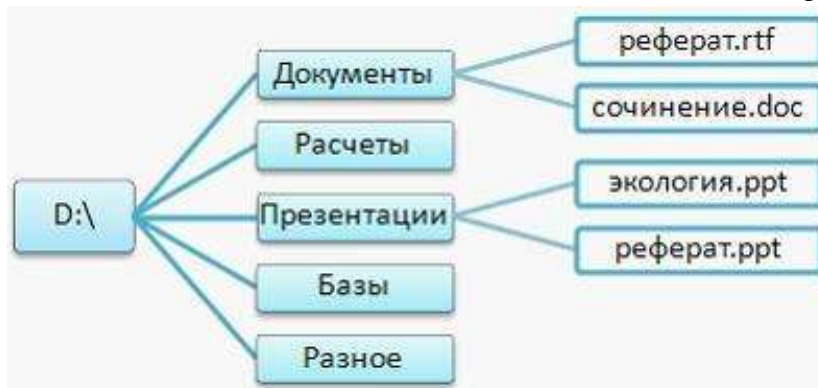 D:\
Документы
Расчеты
Презентации
Базы
Разное
реферат.rtf
сочинение.doc
экология.ppt
реферат.ppt